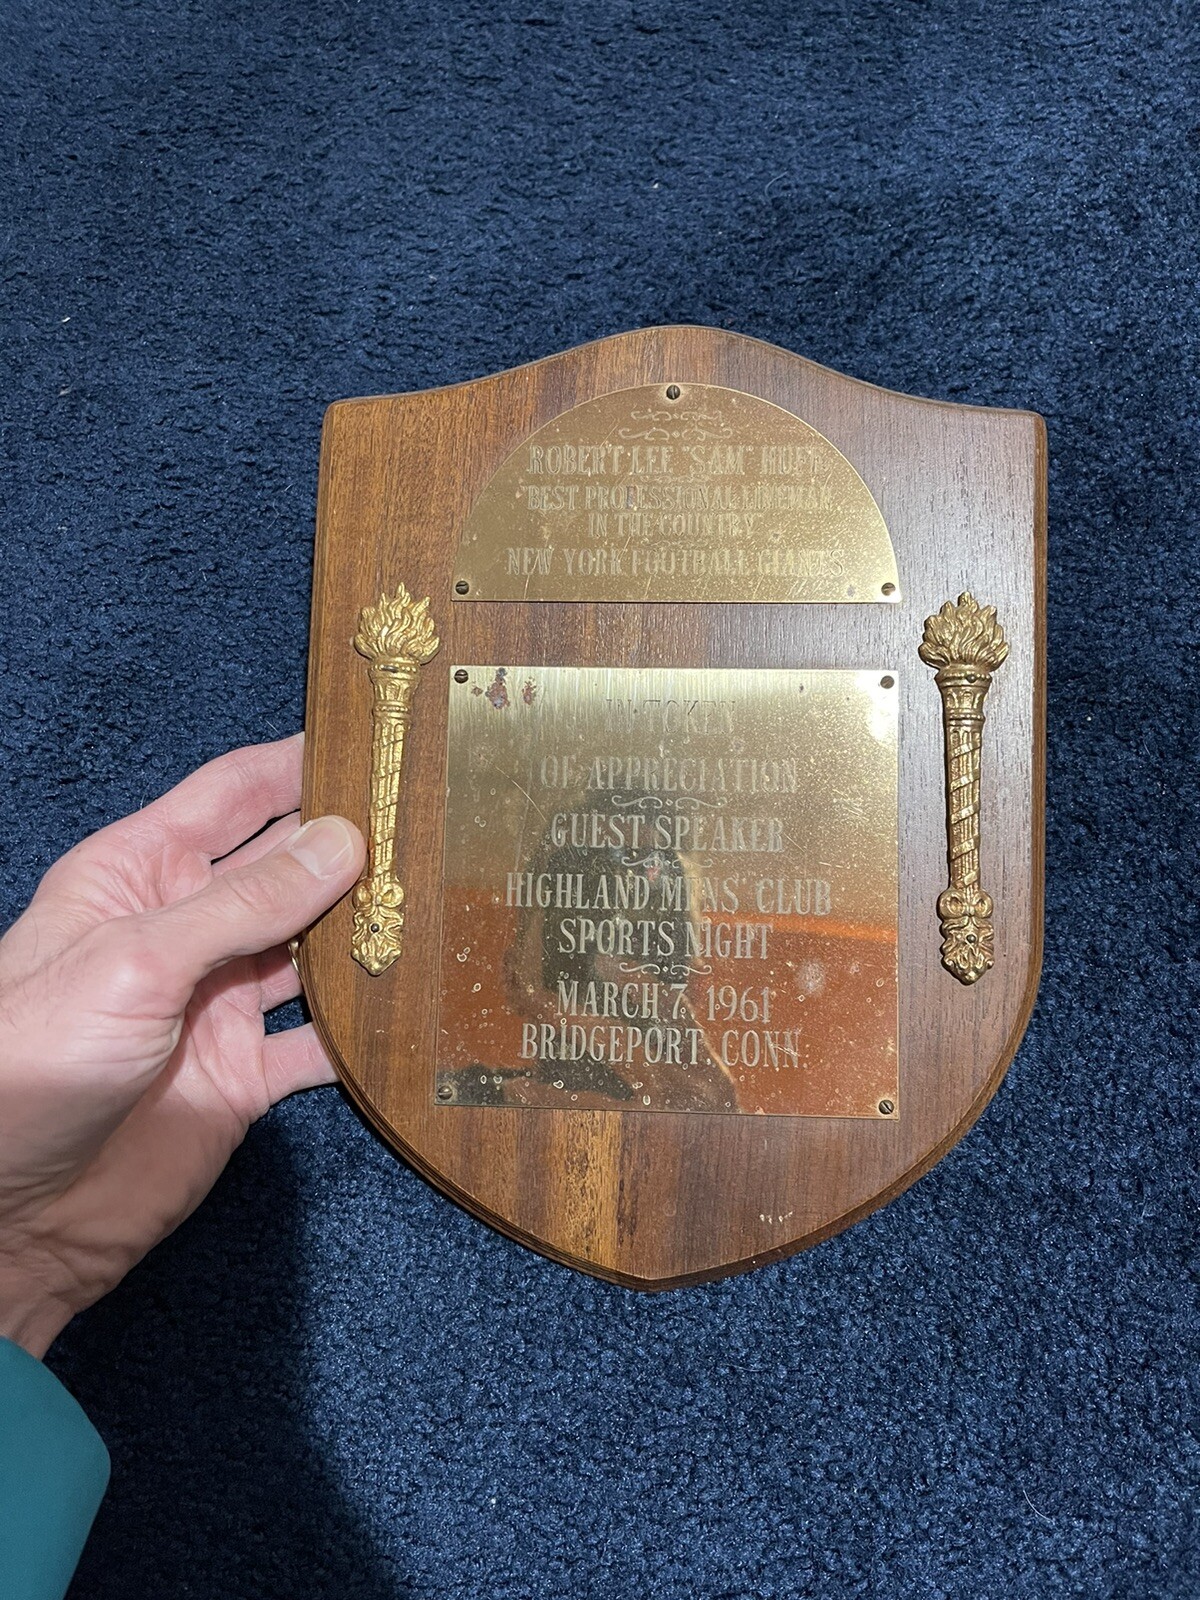 ROBERT LEE "SAM" HUFF
"BEST PROFESSIONAL LINEMAN
IN THE COUNTRY"
NEW YORK FOOTBALL GIANTS
IN TOKEN
OF APPRECIATION
GUEST SPEAKER
HIGHLAND MENS' CLUB
SPORTS NIGHT
MARCH 7, 1961
BRIDGEPORT, CONN.